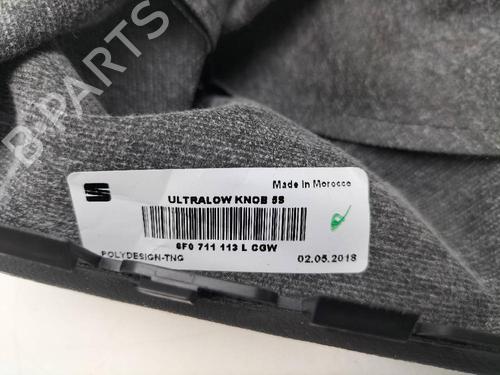 Made in Morocco
ULTRALOW KNOB 5S
6F0 711 113 L CGW
POLYDESIGN-TNG
02.05.2018
B-PARTS